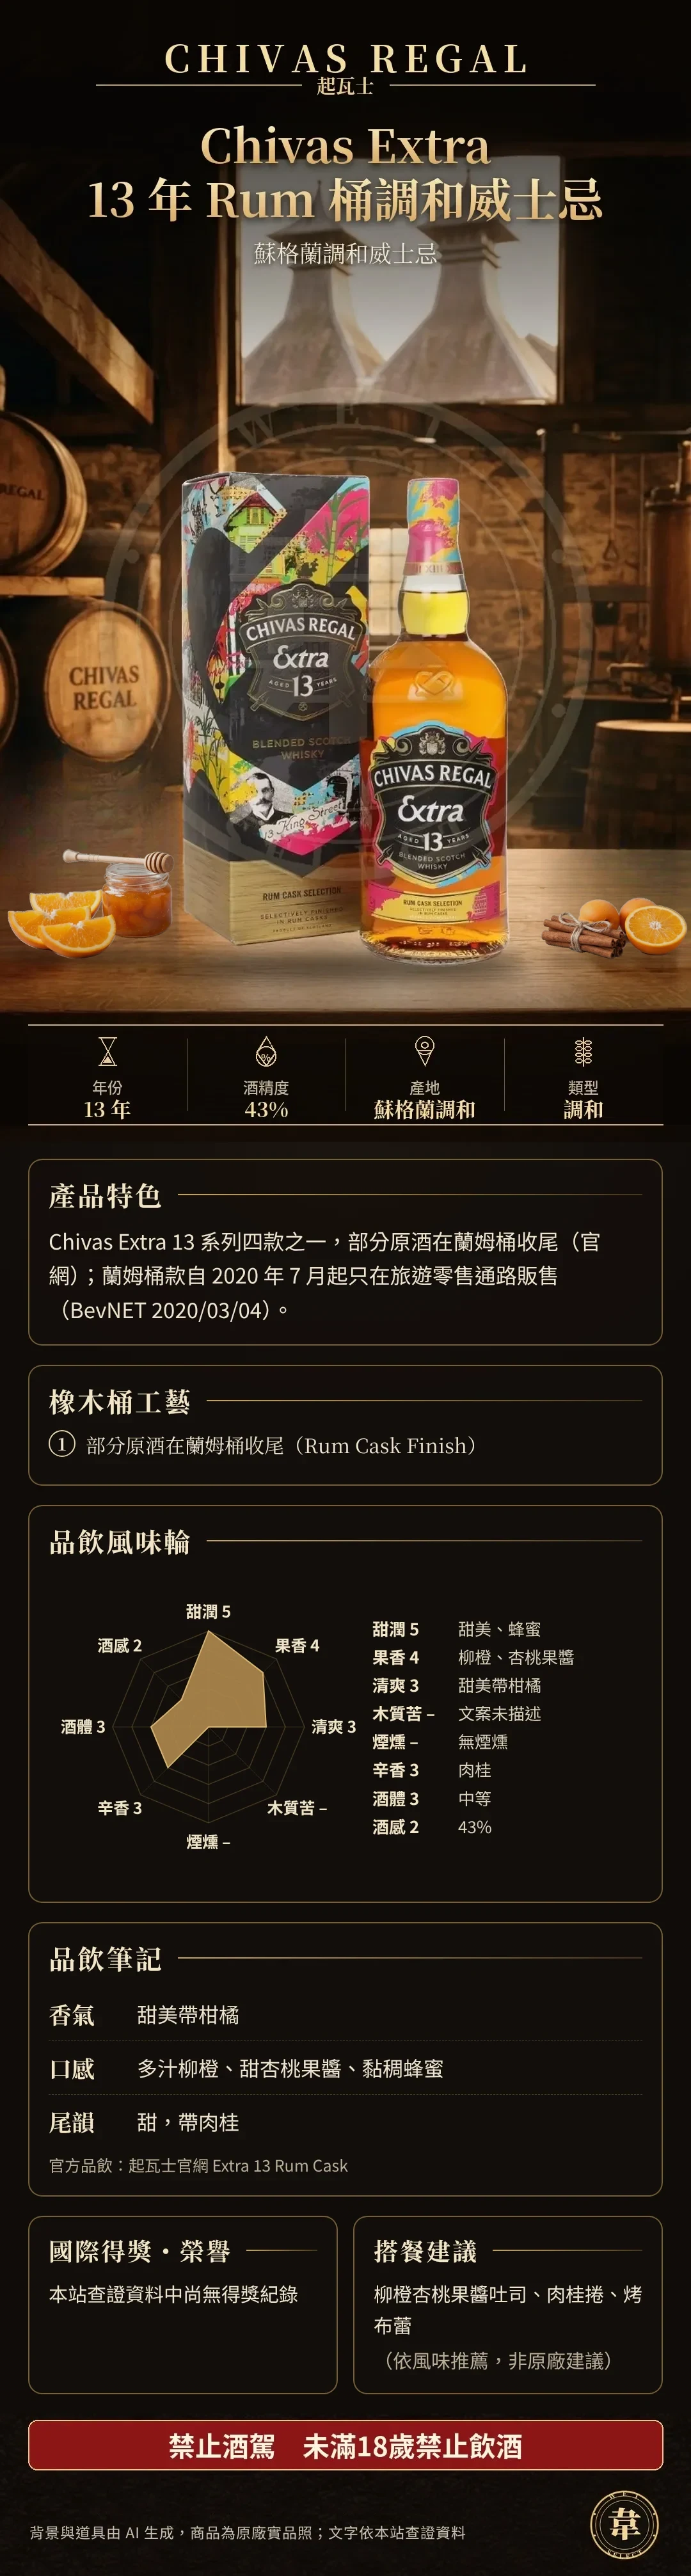 CHIVAS REGAL
起瓦士
Chivas Extra
13 年 Rum 桶調和威士忌
蘇格蘭調和威士忌
W E I
REGAL
CHIVAS
REGAL
CHIVAS REGAL
Extra
AGED 13 YEARS
BLENDED SCOTCH
WHISKY
13 King Street
RUM CASK SELECTION
SELECTIVELY FINISHED
IN RUM CASKS
CHIVAS REGAL
Extra
AGED 13 YEARS
BLENDED SCOTCH
WHISKY
RUM CASK SELECTION
SELECTIVELY FINISHED
IN RUM CASKS
%
年份
13 年
酒精度
43%
產地
蘇格蘭調和
類型
調和
產品特色
Chivas Extra 13 系列四款之一，部分原酒在蘭姆桶收尾（官
網）；蘭姆桶款自 2020 年 7 月起只在旅遊零售通路販售
（BevNET 2020/03/04）。
橡木桶工藝
1 部分原酒在蘭姆桶收尾（Rum Cask Finish）
品飲風味輪
甜潤 5
果香 4
清爽 3
木質苦 –
煙燻 –
辛香 3
酒體 3
酒感 2
甜潤 5 甜美、蜂蜜
果香 4 柳橙、杏桃果醬
清爽 3 甜美帶柑橘
木質苦 – 文案未描述
煙燻 – 無煙燻
辛香 3 肉桂
酒體 3 中等
酒感 2 43%
品飲筆記
香氣 甜美帶柑橘
口感 多汁柳橙、甜杏桃果醬、黏稠蜂蜜
尾韻 甜，帶肉桂
官方品飲：起瓦士官網 Extra 13 Rum Cask
國際得獎・榮譽
本站查證資料中尚無得獎紀錄
搭餐建議
柳橙杏桃果醬吐司、肉桂捲、烤
布蕾
（依風味推薦，非原廠建議）
禁止酒駕 未滿18歲禁止飲酒
背景與道具由 AI 生成，商品為原廠實品照；文字依本站查證資料
韋